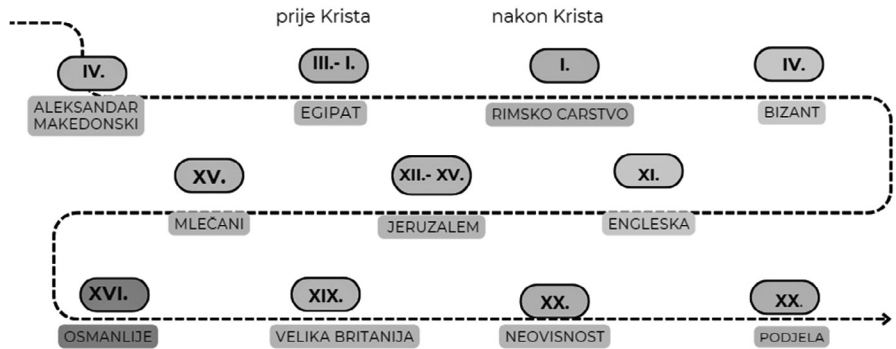 prije Krista
nakon Krista
IV.
III.- I.
I.
IV.
ALEKSANDAR
MAKEDONSKI
EGIPAT
RIMSKO CARSTVO
BIZANT
XV.
XII.- XV.
XI.
MLEČANI
JERUZALEM
ENGLESKA
XVI.
XIX.
XX.
XX.
OSMANLIJE
VELIKA BRITANIJA
NEOVISNOST
PODJELA